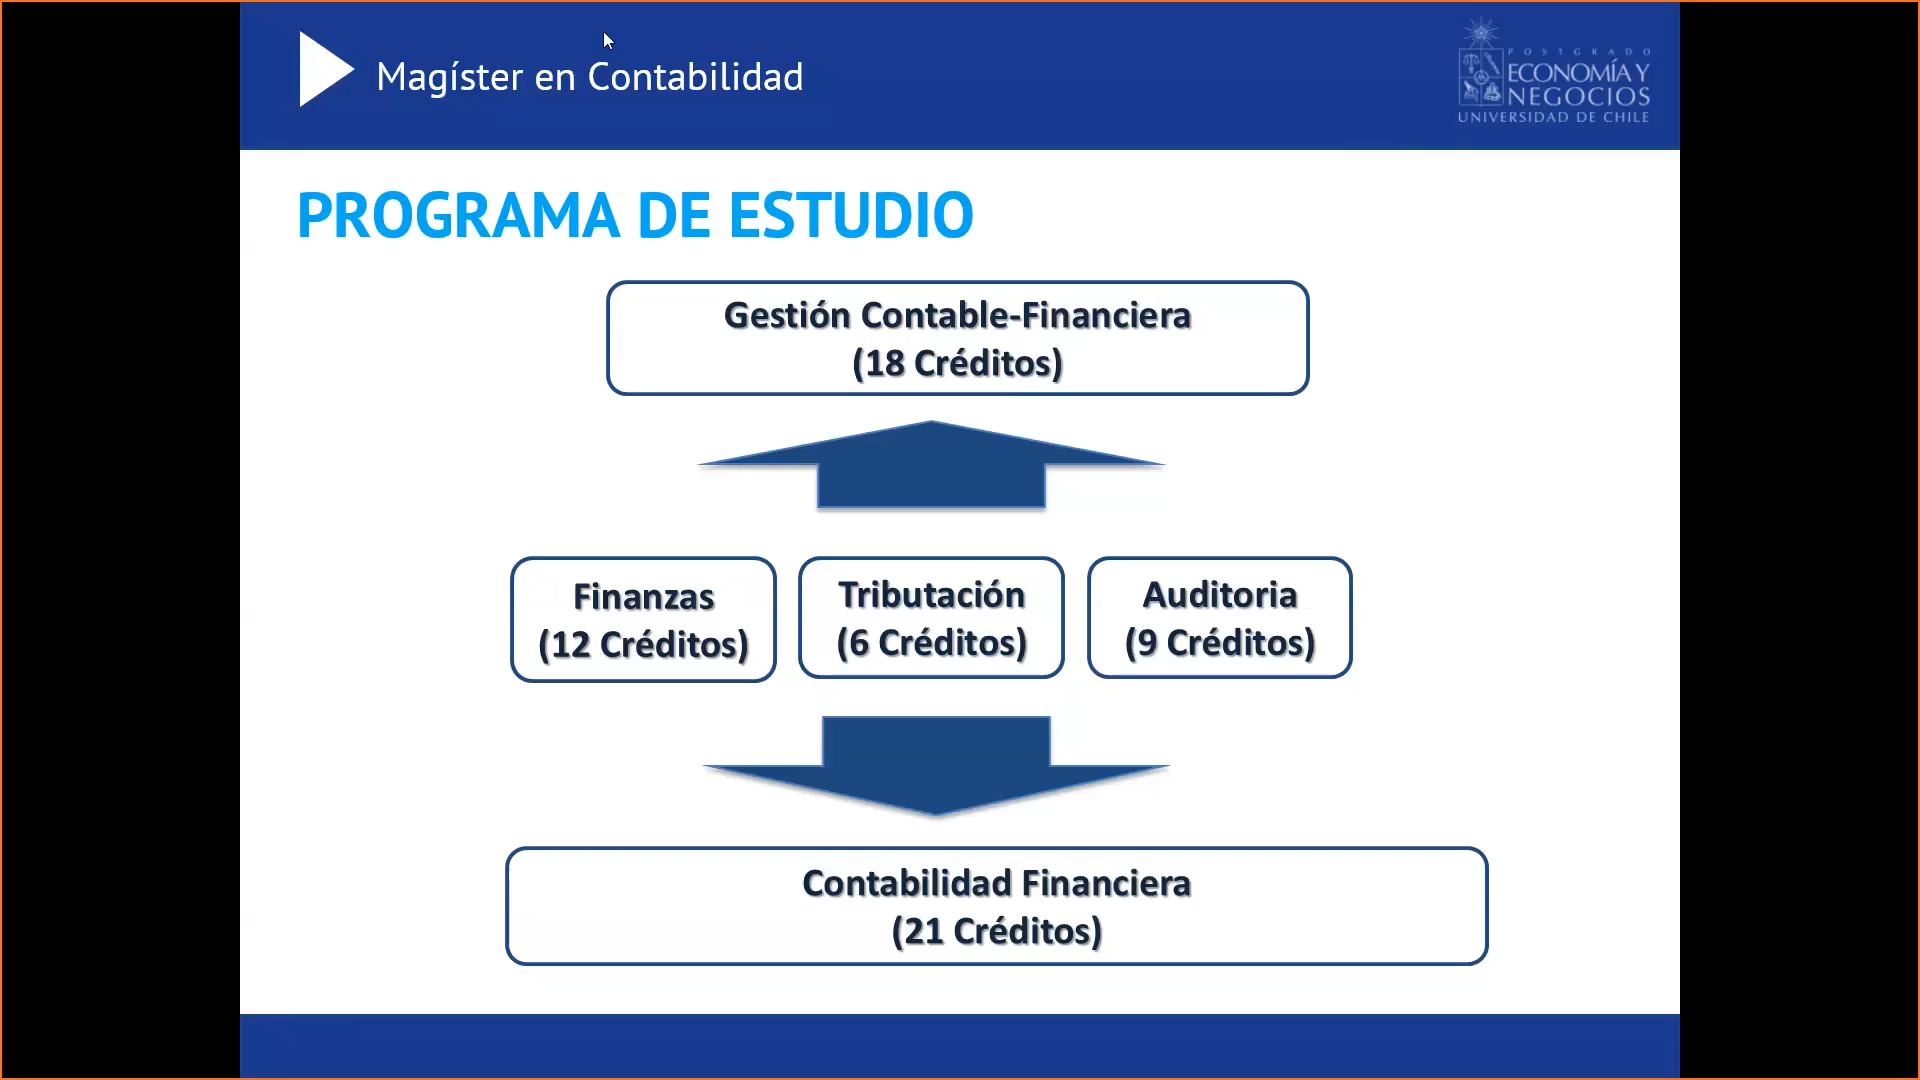 Magíster en Contabilidad
POSTGRADO
ECONOMÍA Y
NEGOCIOS
UNIVERSIDAD DE CHILE
PROGRAMA DE ESTUDIO
Gestión Contable-Financiera
(18 Créditos)
Finanzas
(12 Créditos)
Tributación
(6 Créditos)
Auditoria
(9 Créditos)
Contabilidad Financiera
(21 Créditos)